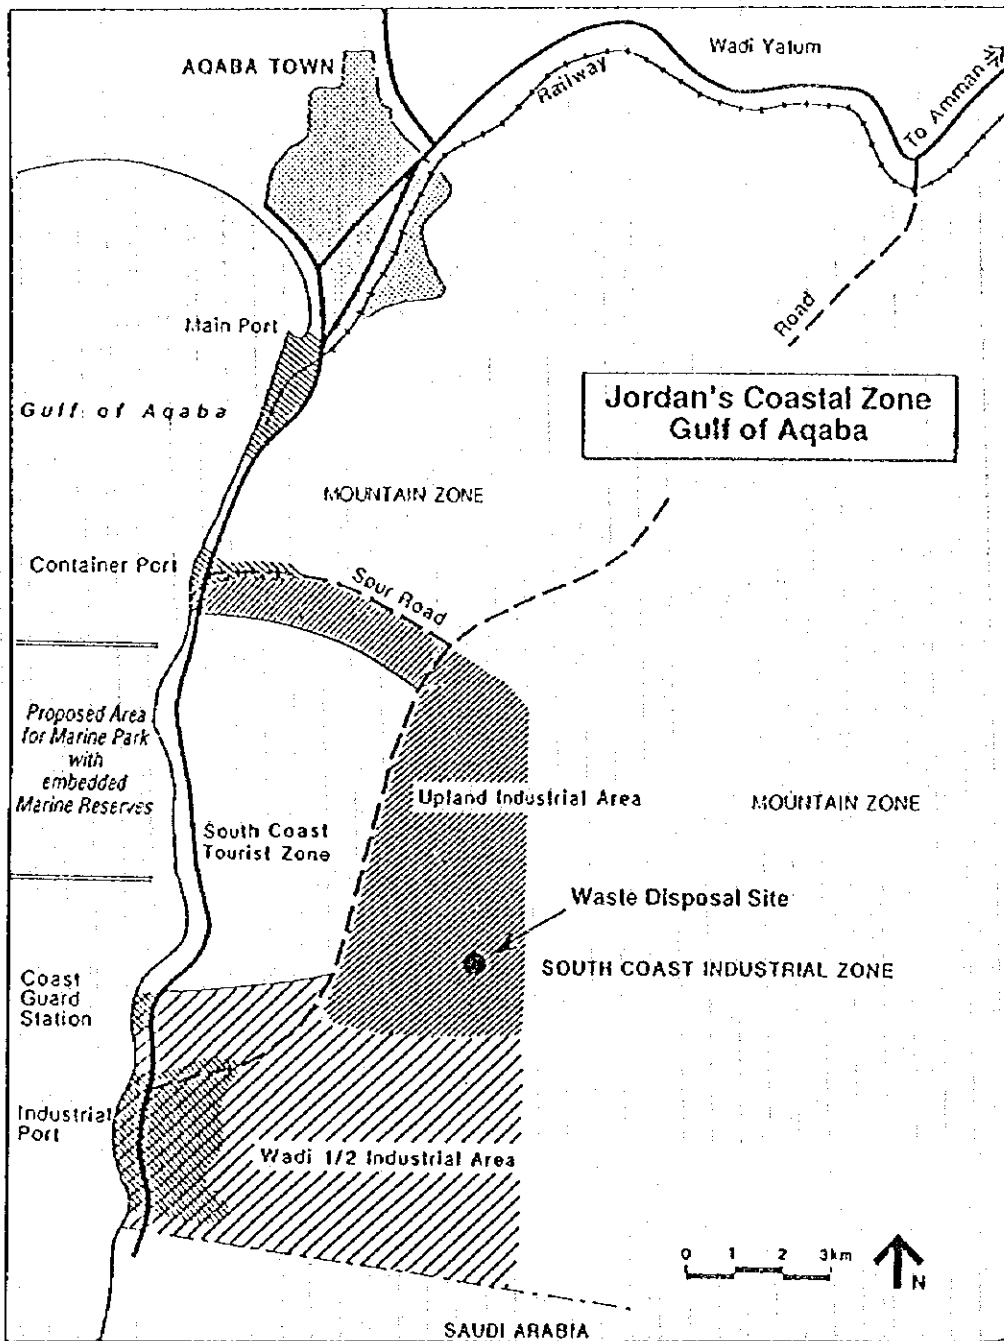 AQABA TOWN
Wadi Yatum
Railway
To Amman
Main Port
Road
Gulf of Aqaba
Jordan's Coastal Zone
Gulf of Aqaba
MOUNTAIN ZONE
Container Port
Spur Road
Proposed Area
for Marine Park
with
embedded
Marine Reserves
Upland Industrial Area
MOUNTAIN ZONE
South Coast
Tourist Zone
Waste Disposal Site
SOUTH COAST INDUSTRIAL ZONE
Coast
Guard
Station
Industrial
Port
Wadi 1/2 Industrial Area
0 1 2 3km
N
SAUDI ARABIA